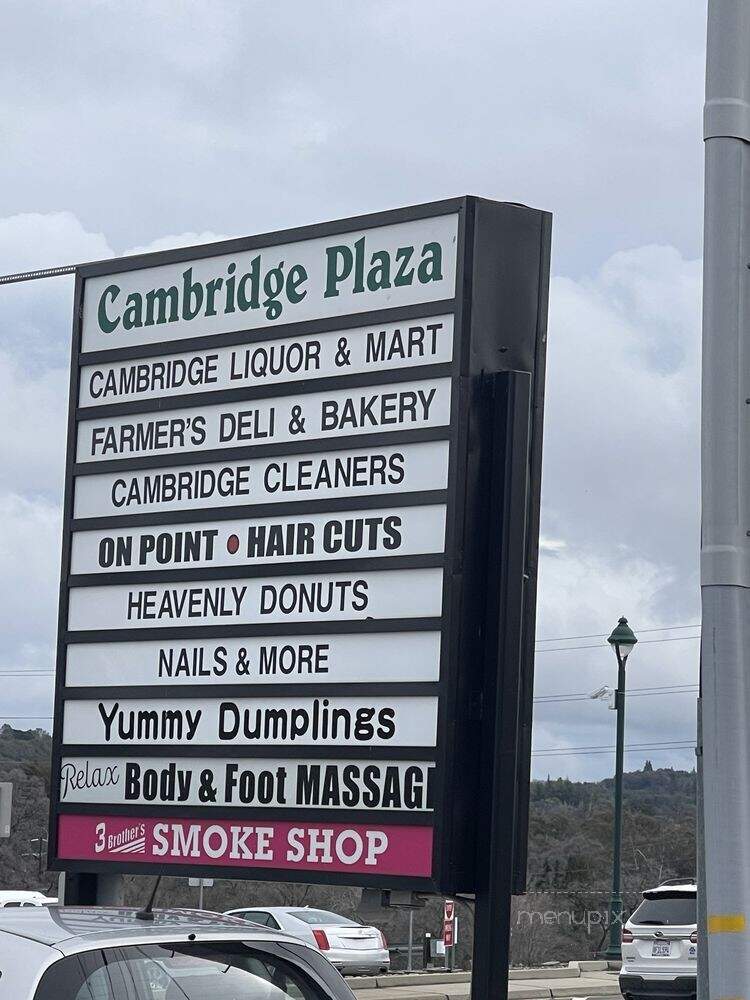 Cambridge Plaza
CAMBRIDGE LIQUOR & MART
FARMER'S DELI & BAKERY
CAMBRIDGE CLEANERS
ON POINT • HAIR CUTS
HEAVENLY DONUTS
NAILS & MORE
Yummy Dumplings
Relax Body & Foot MASSAGE
3 Brother's SMOKE SHOP
menupix